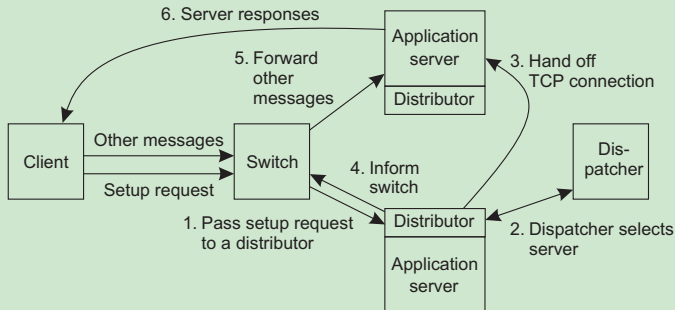 6. Server responses
Application
server
Distributor
5. Forward
other
messages
3. Hand off
TCP connection
Other messages
Client
Setup request
Switch
4. Inform
switch
Dis-
patcher
1. Pass setup request
to a distributor
Distributor
Application
server
2. Dispatcher selects
server